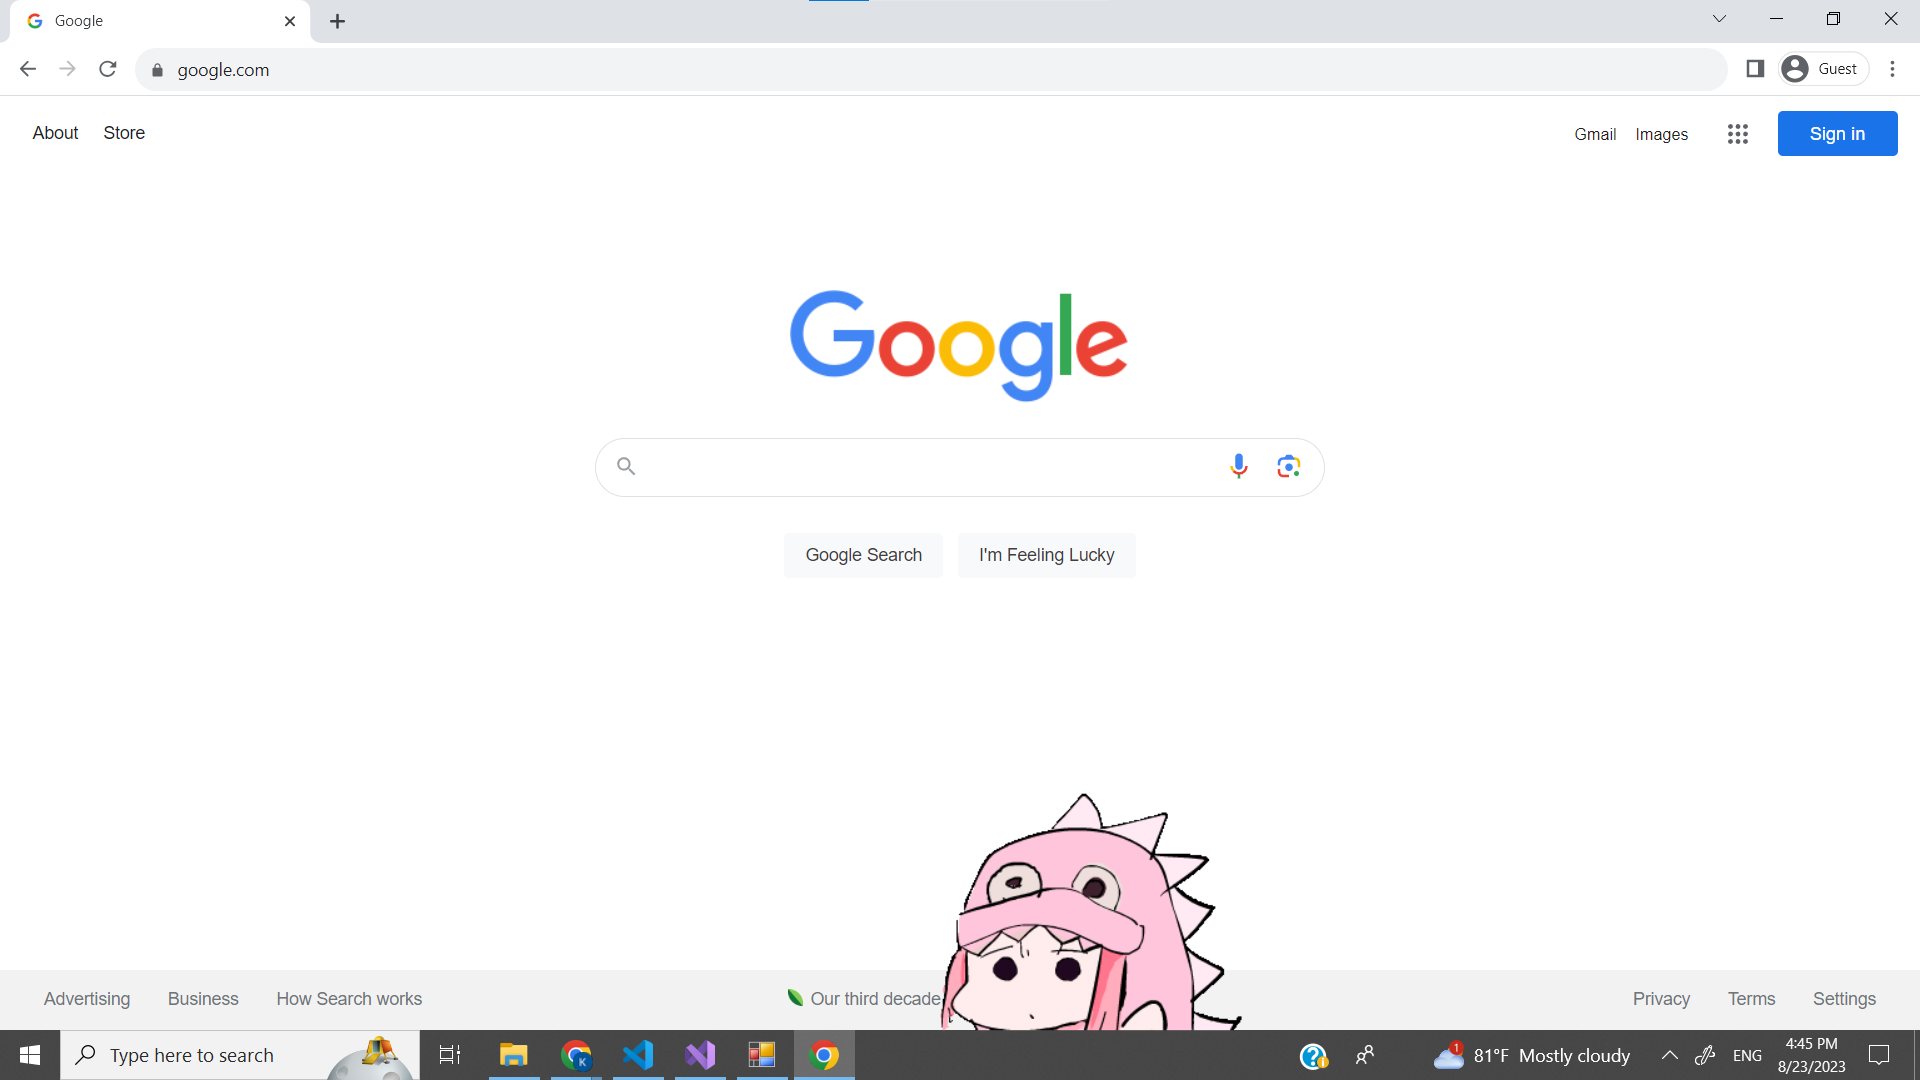 Google
google.com
Guest
About Store
Gmail Images Sign in
Google
Google Search I'm Feeling Lucky
Advertising Business How Search works
Our third decade
Privacy Terms Settings
Type here to search
K
1
81°F Mostly cloudy
ENG
4:45 PM
8/23/2023